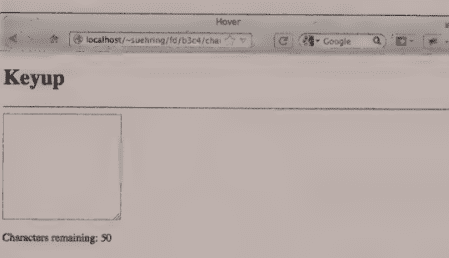 Hover
localhost/~suehring/fd/b3c4/cha
Google
Keyup
Characters remaining: 50